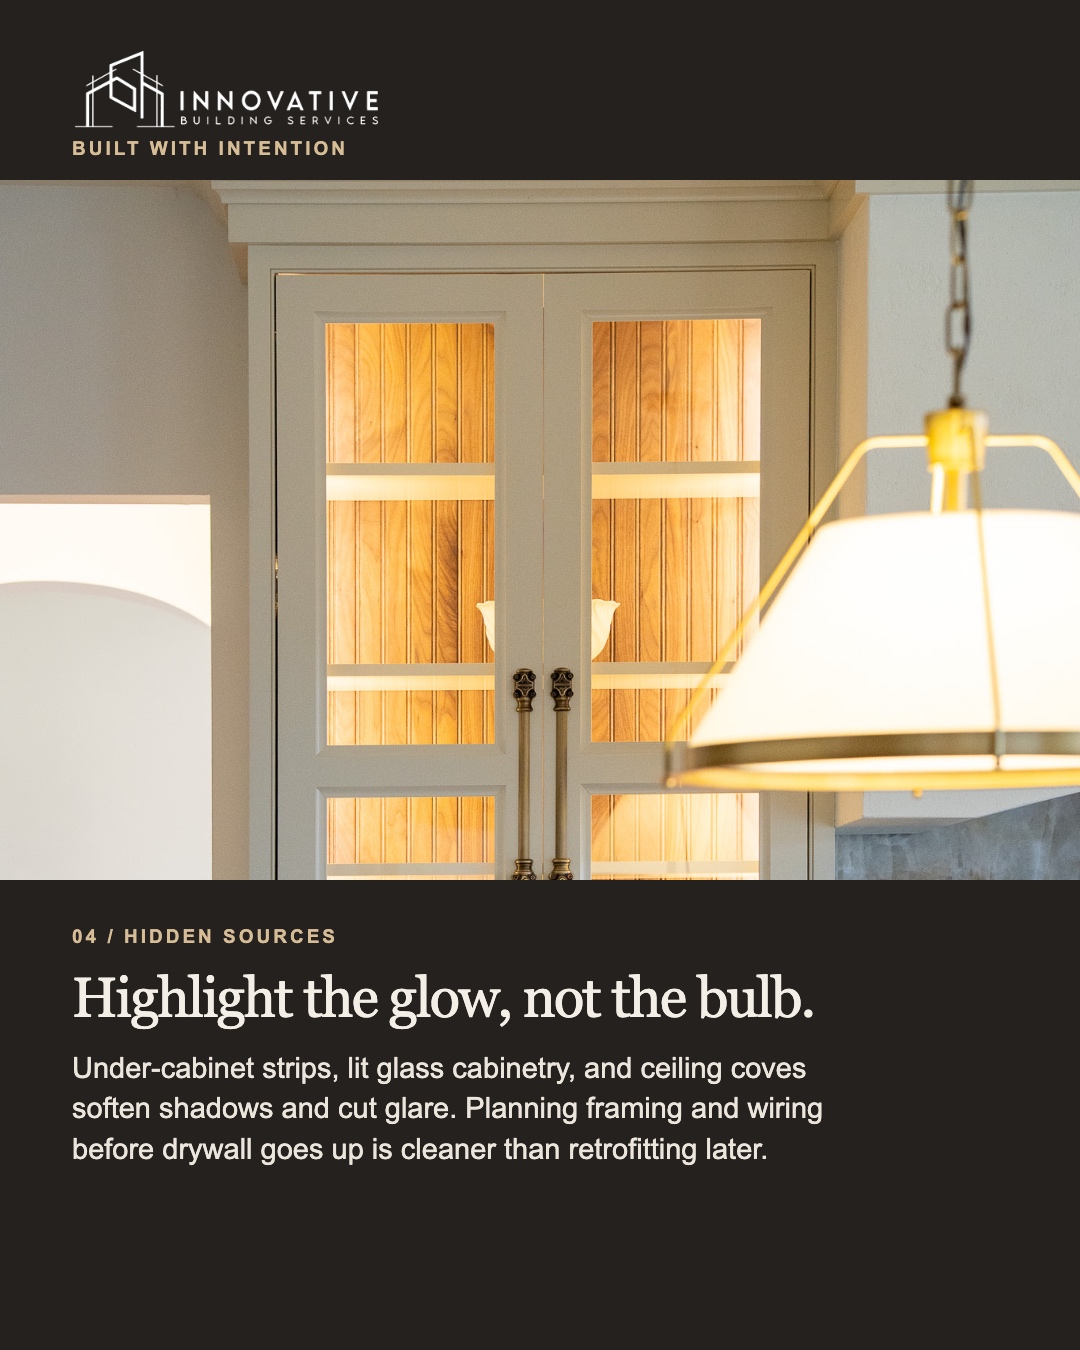 INNOVATIVE
BUILDING SERVICES
BUILT WITH INTENTION
04 / HIDDEN SOURCES
Highlight the glow, not the bulb.
Under-cabinet strips, lit glass cabinetry, and ceiling coves
soften shadows and cut glare. Planning framing and wiring
before drywall goes up is cleaner than retrofitting later.